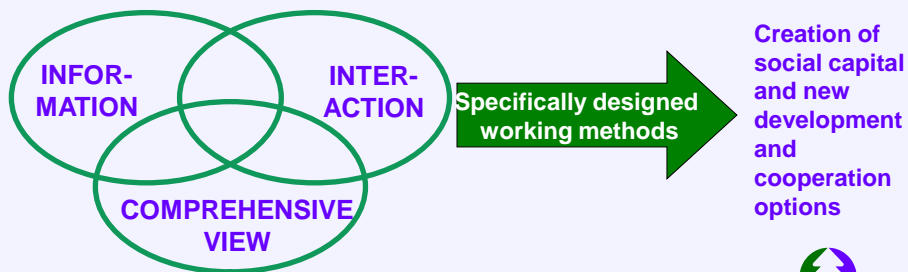 INFOR-
MATION
INTER-
ACTION
COMPREHENSIVE
VIEW
Specifically designed
working methods
Creation of
social capital
and new
development
and
cooperation
options